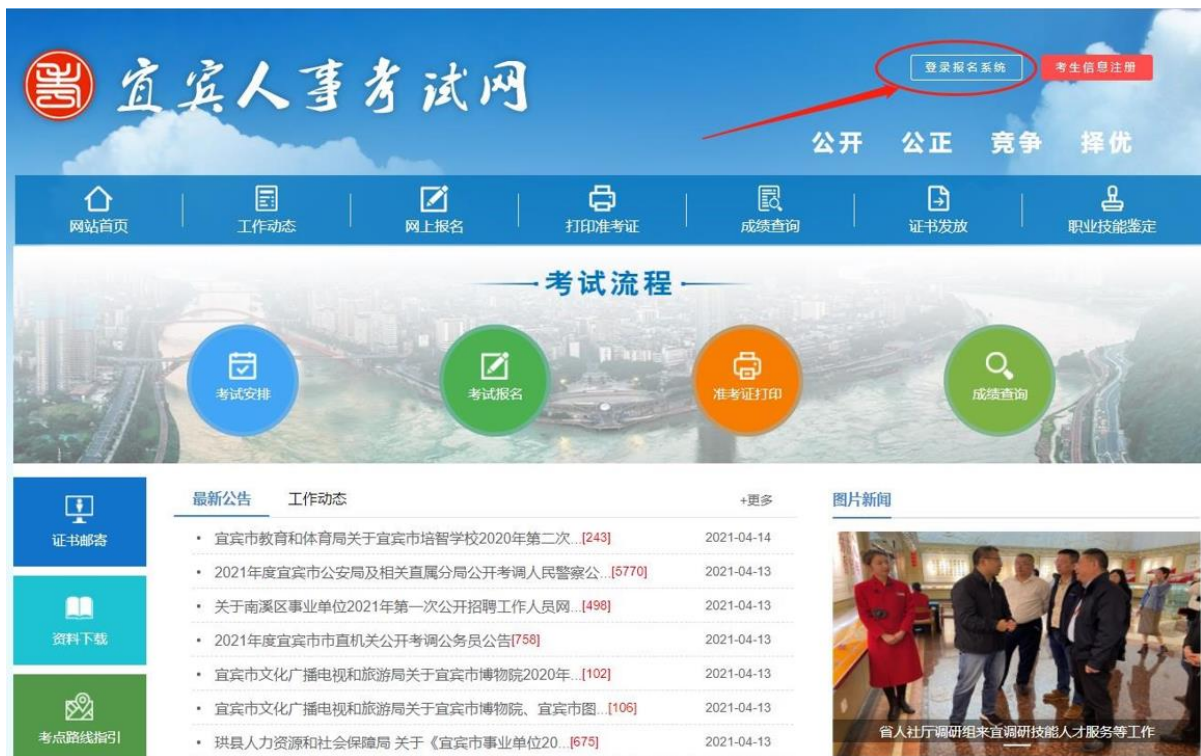 宜宾人事考试网
登录报名系统
考生信息注册
公开 公正 竞争 择优
网站首页
工作动态
网上报名
打印准考证
成绩查询
证书发放
职业技能鉴定
考试流程
考试安排
考试报名
准考证打印
成绩查询
证书邮寄
资料下载
考点路线指引
最新公告 工作动态 +更多
• 宜宾市教育和体育局关于宜宾市培智学校2020年第二次...[243] 2021-04-14
• 2021年度宜宾市公安局及相关直属分局公开考调人民警察公...[5770] 2021-04-13
• 关于南溪区事业单位2021年第一次公开招聘工作人员网...[498] 2021-04-13
• 2021年度宜宾市市直机关公开考调公务员公告[758] 2021-04-13
• 宜宾市文化广播电视和旅游局关于宜宾市博物院2020年...[102] 2021-04-13
• 宜宾市文化广播电视和旅游局关于宜宾市博物院、宜宾市图...[106] 2021-04-13
• 珙县人力资源和社会保障局 关于《宜宾市事业单位20...[675] 2021-04-13
图片新闻
省人社厅调研组来宜调研技能人才服务等工作